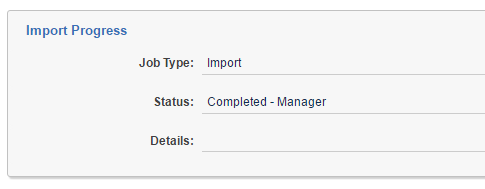 Import Progress
Job Type: Import
Status: Completed - Manager
Details: